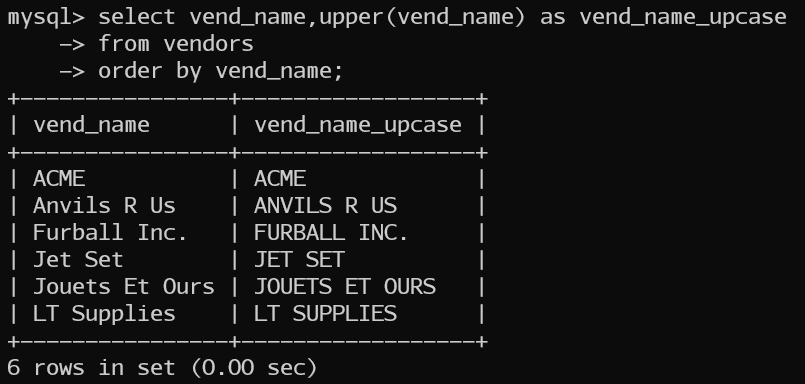 mysql> select vend_name,upper(vend_name) as vend_name_upcase
    -> from vendors
    -> order by vend_name;
+----------------+------------------+
| vend_name      | vend_name_upcase |
+----------------+------------------+
| ACME           | ACME             |
| Anvils R Us    | ANVILS R US      |
| Furball Inc.   | FURBALL INC.     |
| Jet Set        | JET SET          |
| Jouets Et Ours | JOUETS ET OURS   |
| LT Supplies    | LT SUPPLIES      |
+----------------+------------------+
6 rows in set (0.00 sec)